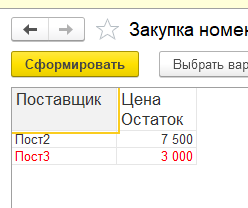 Закупка номен
Сформировать
Выбрать вар
Поставщик Цена
Остаток
Пост2 7 500
Пост3 3 000